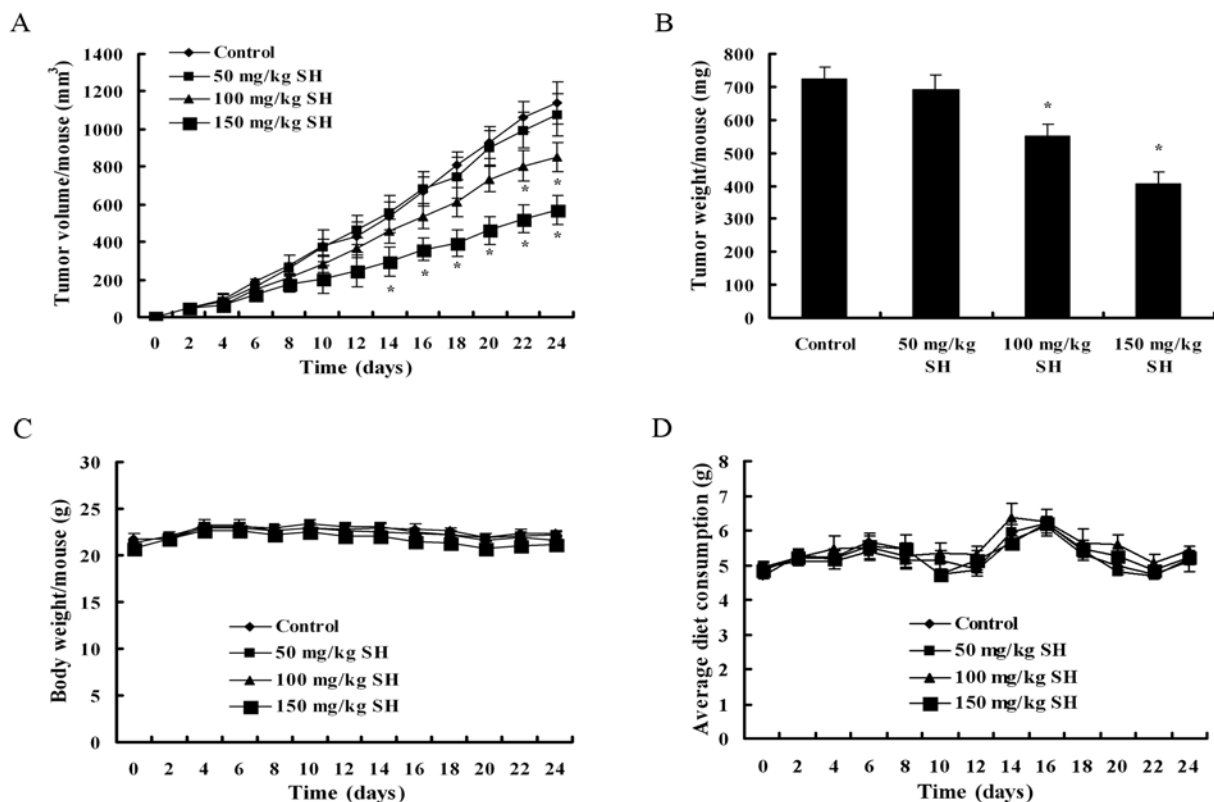 A
Control
50 mg/kg SH
100 mg/kg SH
150 mg/kg SH
Tumor volume/mouse (mm³)
1400
1200
1000
800
600
400
200
0
* *
* * * * * *
0 2 4 6 8 10 12 14 16 18 20 22 24
Time (days)
B
Tumor weight/mouse (mg)
800
700
600
500
400
300
200
100
0
*
*
Control 50 mg/kg 100 mg/kg 150 mg/kg
SH SH SH
C
Body weight/mouse (g)
30
25
20
15
10
5
0
Control
50 mg/kg SH
100 mg/kg SH
150 mg/kg SH
0 2 4 6 8 10 12 14 16 18 20 22 24
Time (days)
D
Average diet consumption (g)
8
7
6
5
4
3
2
1
0
Control
50 mg/kg SH
100 mg/kg SH
150 mg/kg SH
0 2 4 6 8 10 12 14 16 18 20 22 24
Time (days)